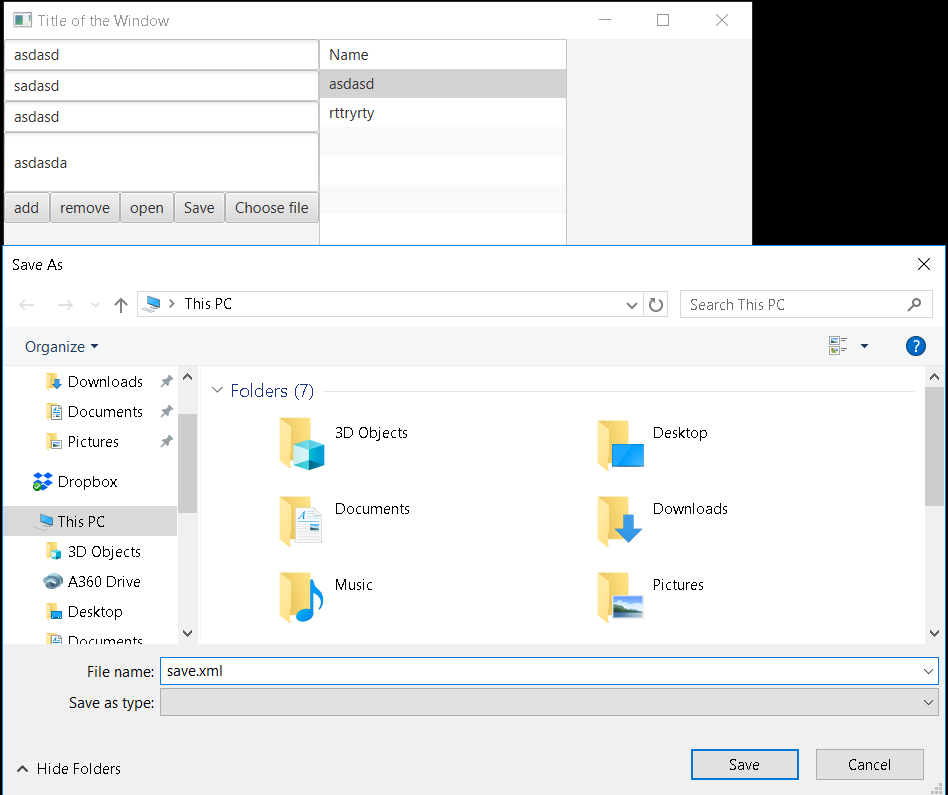 Title of the Window
asdasd
sadasd
asdasd
asdasda
add remove open Save Choose file
Name
asdasd
rttryrty
Save As
This PC
Search This PC
Organize
?
Downloads
Documents
Pictures
Dropbox
This PC
3D Objects
A360 Drive
Desktop
Documents
Folders (7)
3D Objects
Desktop
Documents
Downloads
Music
Pictures
File name: save.xml
Save as type:
Hide Folders
Save
Cancel